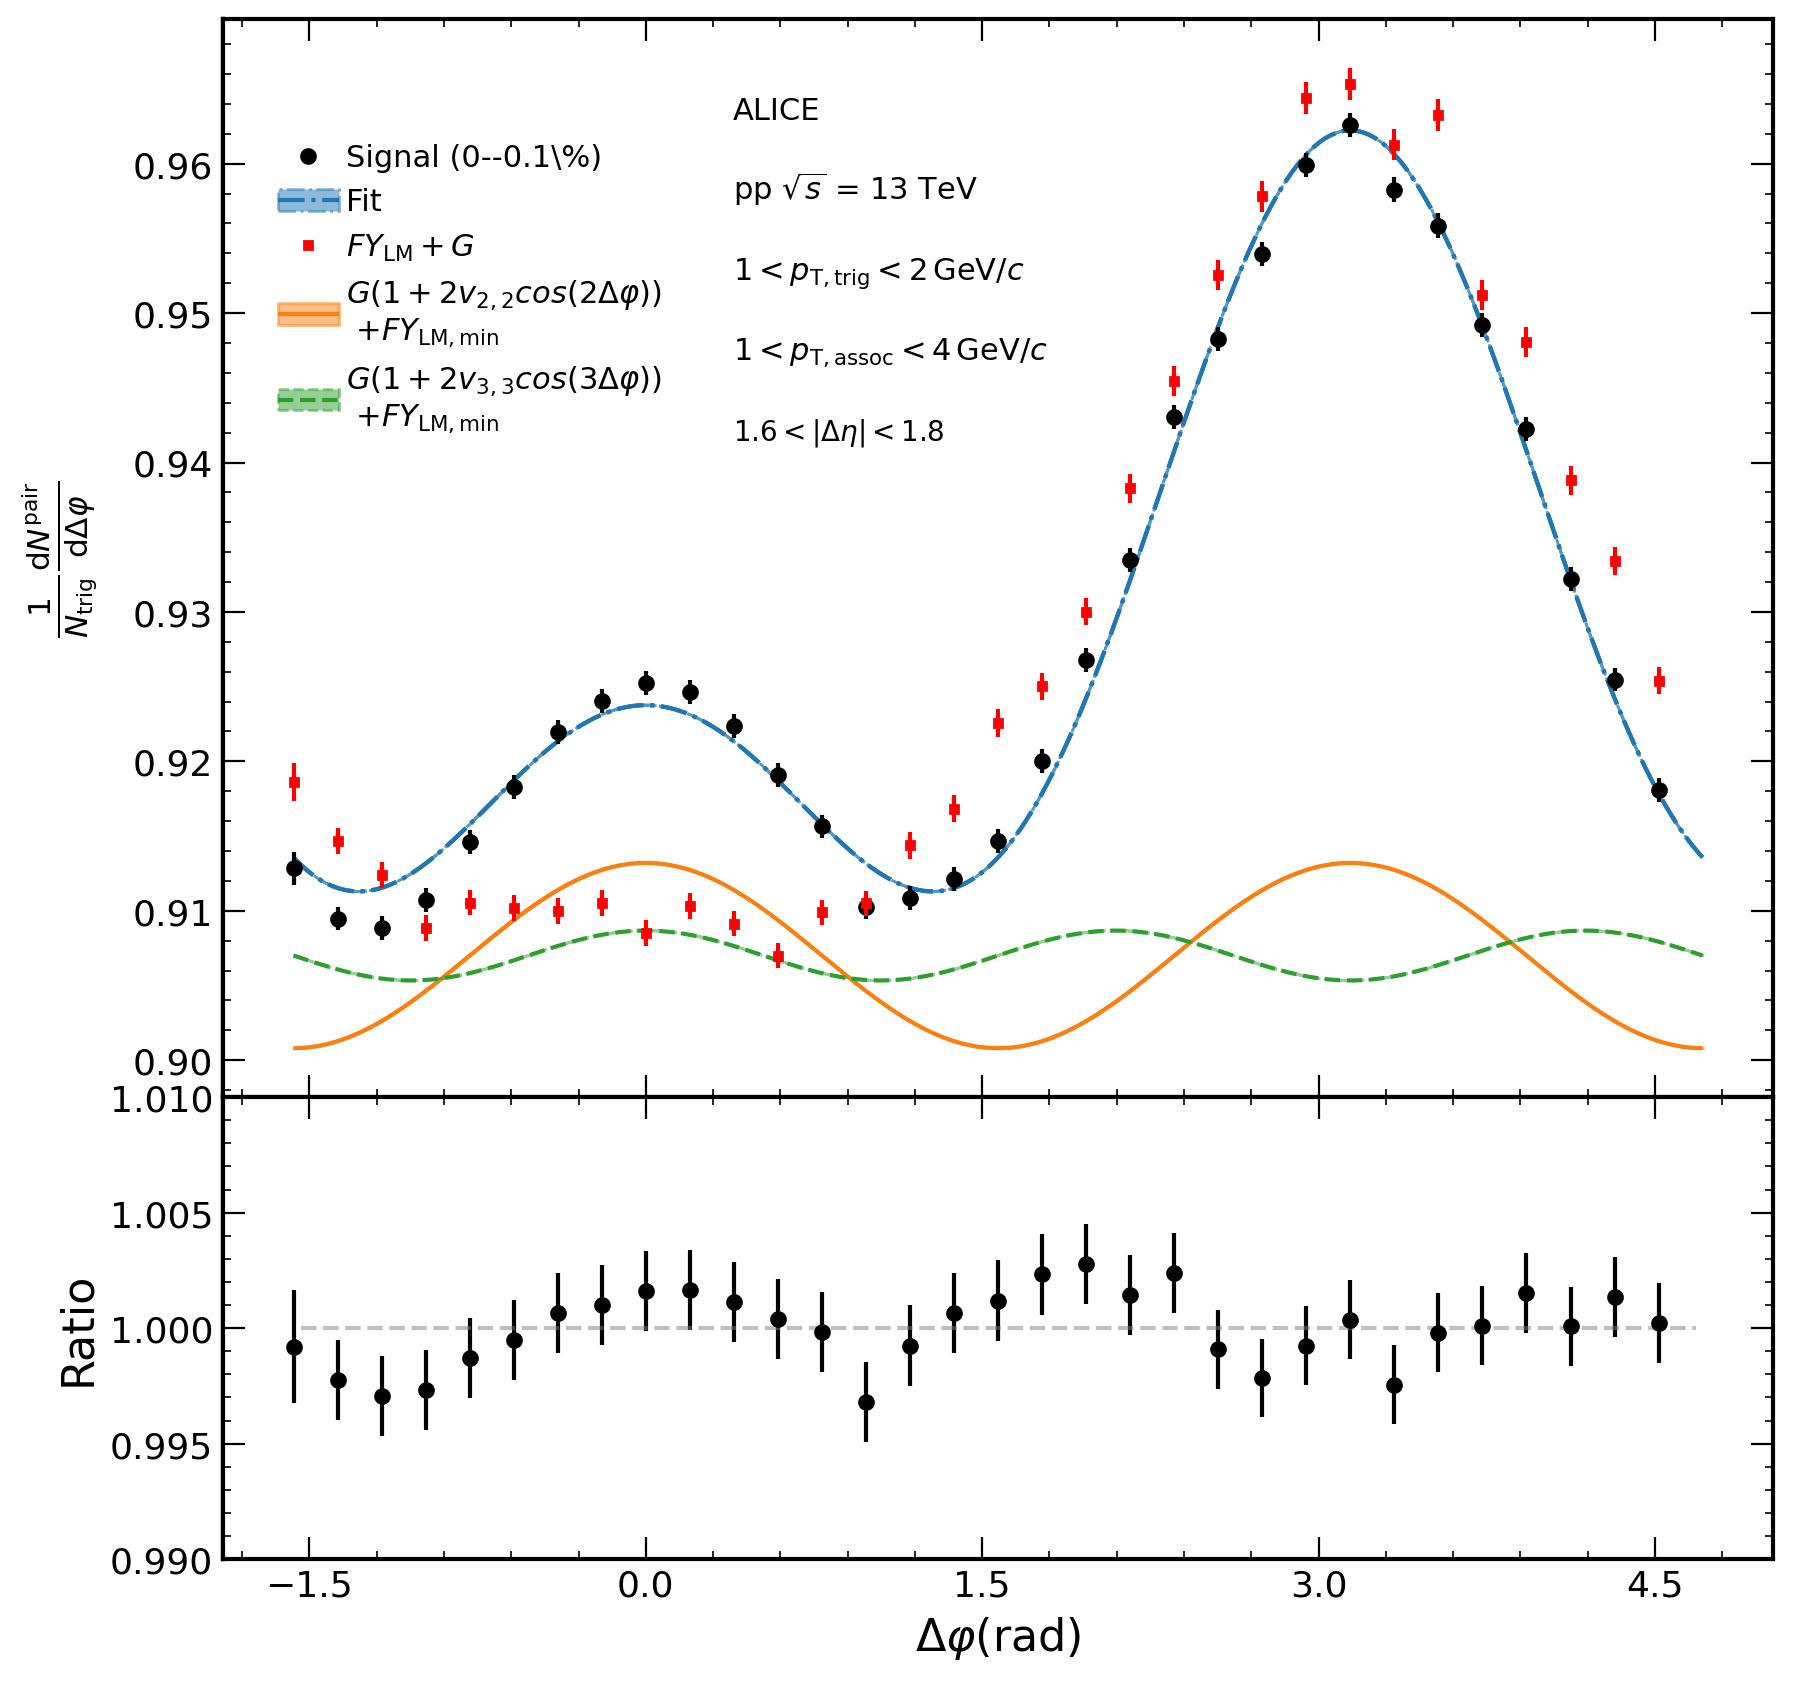 ALICE
pp √s = 13 TeV
1 < p_T,trig < 2 GeV/c
1 < p_T,assoc < 4 GeV/c
1.6 < |Δη| < 1.8
Signal (0--0.1\%)
Fit
FY_LM + G
G(1 + 2v_2,2cos(2Δφ))
+FY_LM,min
G(1 + 2v_3,3cos(3Δφ))
+FY_LM,min
1/N_trig dN^pair/dΔφ
0.96
0.95
0.94
0.93
0.92
0.91
0.90
1.010
1.005
1.000
0.995
0.990
Ratio
−1.5 0.0 1.5 3.0 4.5
Δφ(rad)